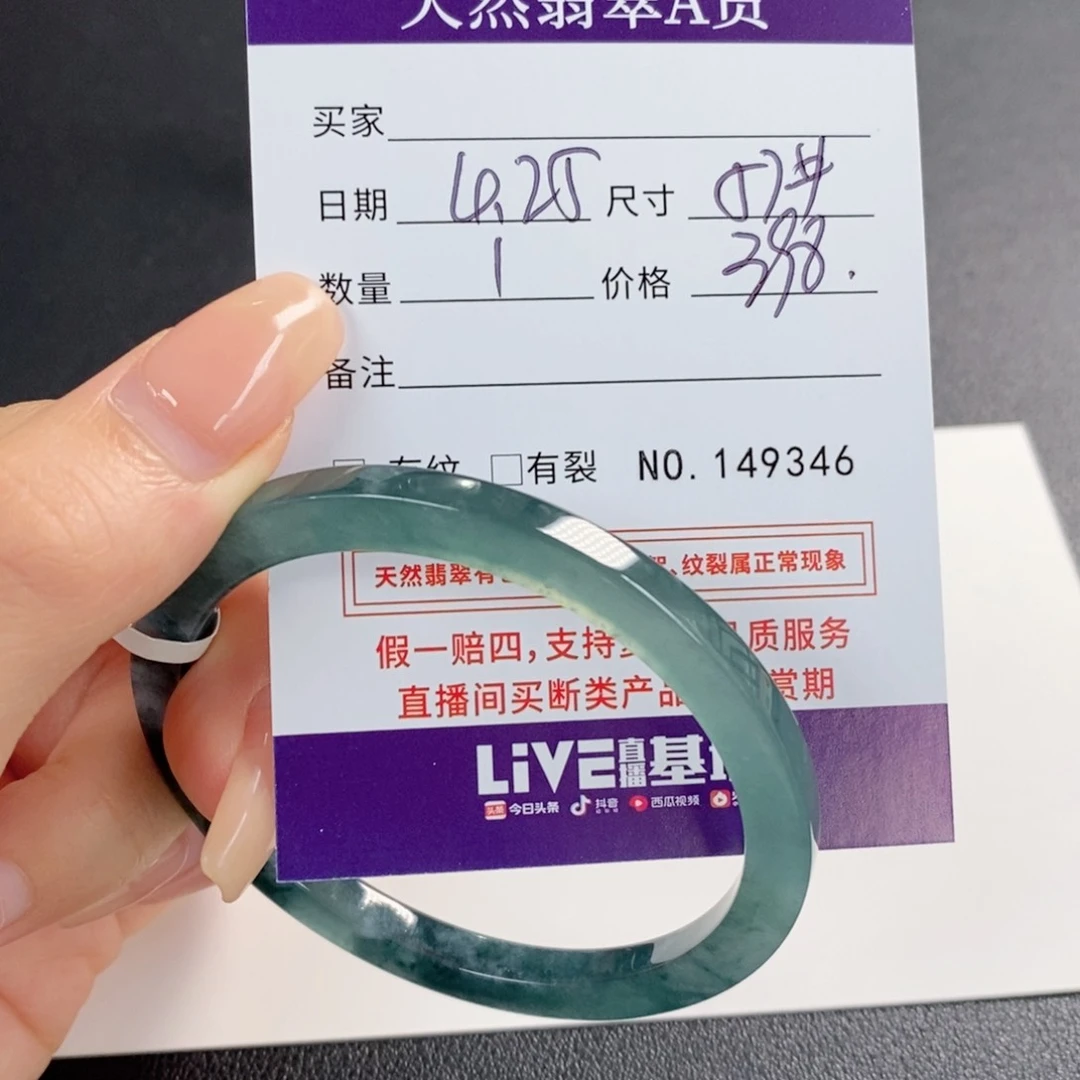 天然翡翠A货
买家
日期 4.25 尺寸
数量 1 价格 398.
备注
有纹 □有裂 NO.149346
天然翡翠有 、纹裂属正常现象
假一赔四,支持 质服务
直播间买断类产品 赏期
LiVE直播基
今日头条 抖音 西瓜视频